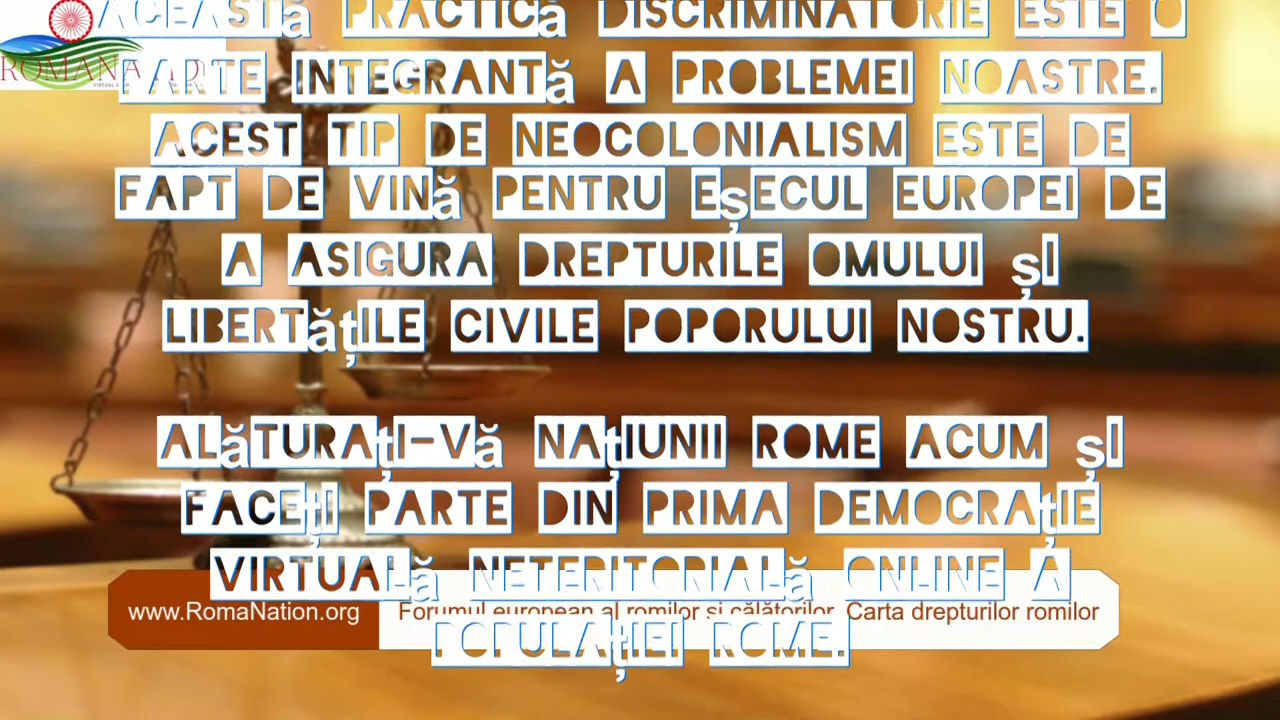 ACEASTă PRACTICă DISCRIMINATORIE ESTE O
PARTE INTEGRANTă A PROBLEMEI NOASTRE.
ACEST TIP DE NEOCOLONIALISM ESTE DE
FAPT DE VINă PENTRU EșECUL EUROPEI DE
A ASIGURA DREPTURILE OMULUI șI
LIBERTățILE CIVILE POPORULUI NOSTRU.
ALăTURAțI-Vă NAțIUNII ROME ACUM șI
FACEțI PARTE DIN PRIMA DEMOCRAțIE
VIRTUALă NETERITORIALă ONLINE A
POPULAțIEI ROME.
www.RomaNation.org
Forumul european al romilor și călătorilor, Carta drepturilor romilor